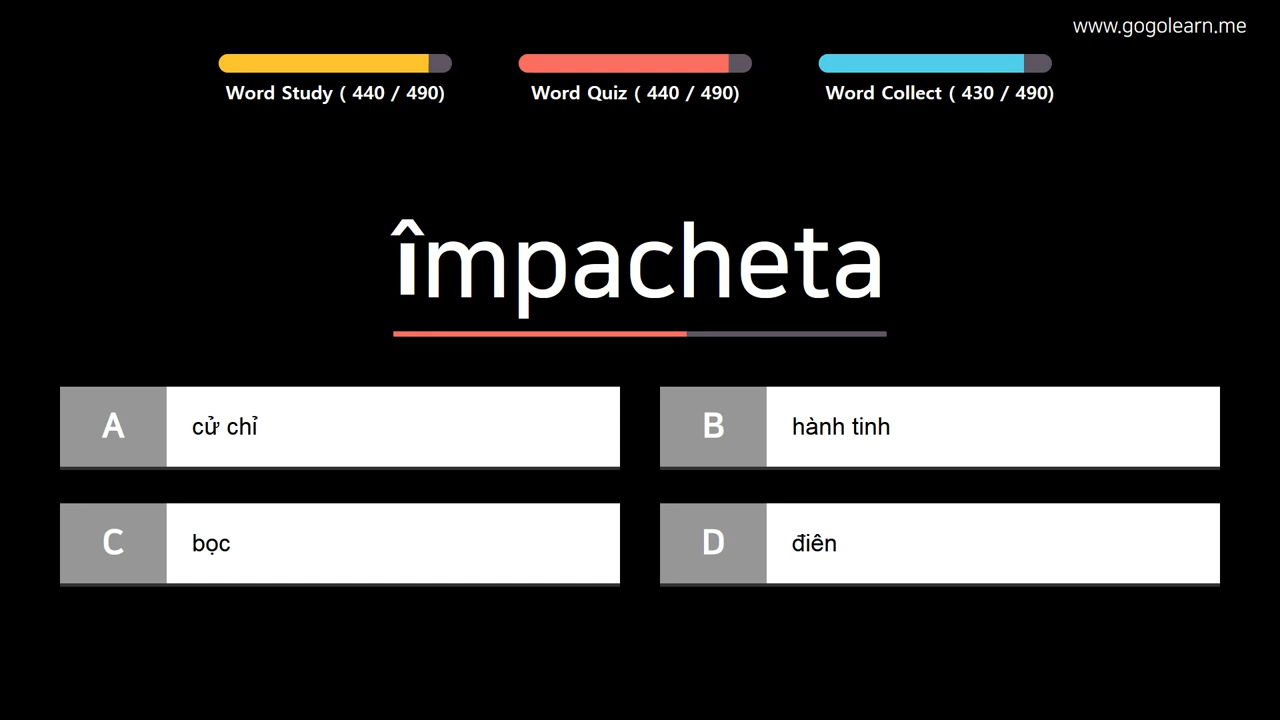 www.gogolearn.me
Word Study ( 440 / 490)
Word Quiz ( 440 / 490)
Word Collect ( 430 / 490)
împacheta
A
cử chỉ
B
hành tinh
C
bọc
D
điên